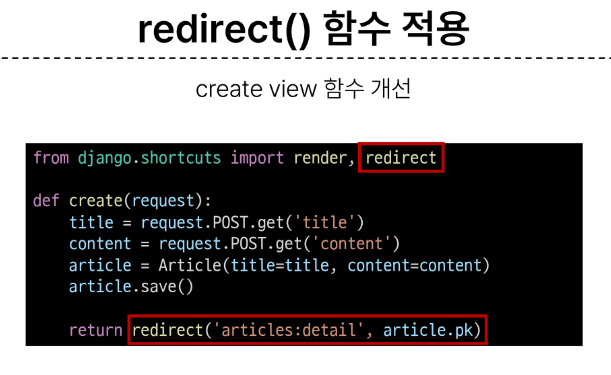 redirect() 함수 적용
create view 함수 개선
from django.shortcuts import render, redirect
def create(request):
    title = request.POST.get('title')
    content = request.POST.get('content')
    article = Article(title=title, content=content)
    article.save()
    return redirect('articles:detail', article.pk)